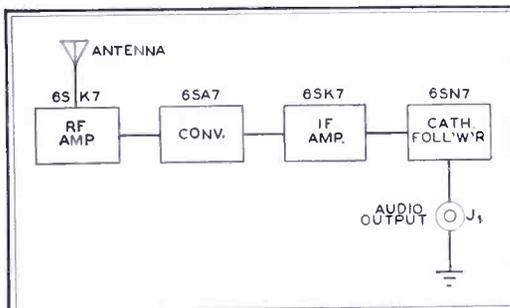 ANTENNA
6SK7
RF
AMP
6SA7
CONV.
6SK7
IF
AMP.
6SN7
CATH.
FOLL'W'R
AUDIO
OUTPUT
J1